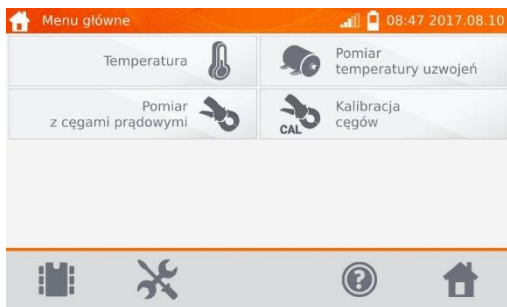 Menu główne
08:47 2017.08.10
Temperatura
Pomiar
temperatury uzwojeń
Pomiar
z cęgami prądowymi
CAL
Kalibracja
cęgów
?